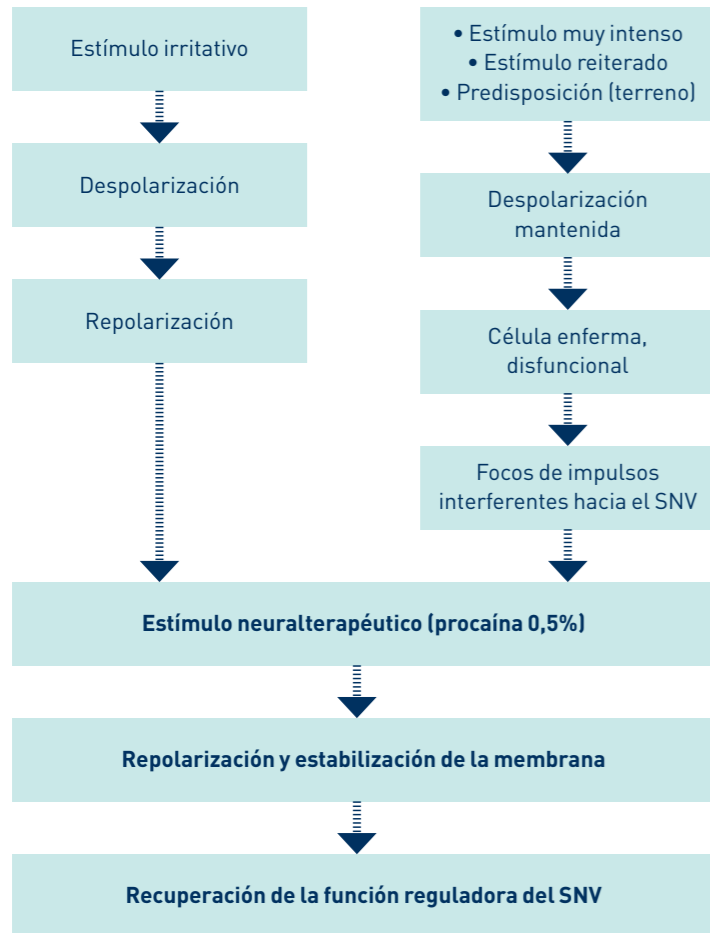 Estímulo irritativo
Despolarización
Repolarización
• Estímulo muy intenso
• Estímulo reiterado
• Predisposición (terreno)
Despolarización
mantenida
Célula enferma,
disfuncional
Focos de impulsos
interferentes hacia el SNV
Estímulo neuralterapéutico (procaína 0,5%)
Repolarización y estabilización de la membrana
Recuperación de la función reguladora del SNV